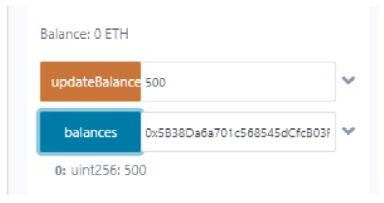 Balance: 0 ETH
updateBalance 500
balances 0x5B38Da6a701c568545dCfcB03F
0: uint256: 500